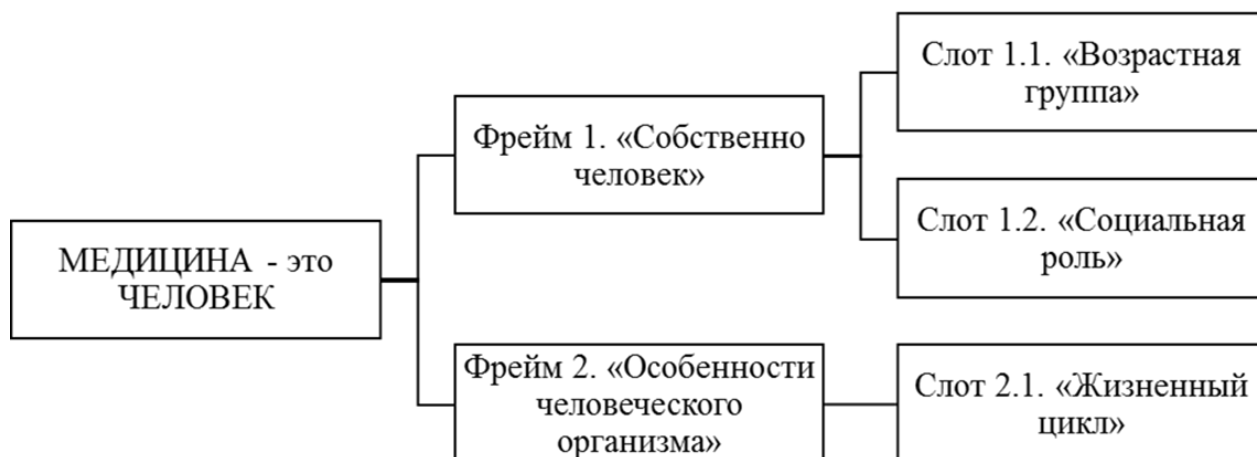 МЕДИЦИНА - это
ЧЕЛОВЕК
Фрейм 1. «Собственно
человек»
Слот 1.1. «Возрастная
группа»
Слот 1.2. «Социальная
роль»
Фрейм 2. «Особенности
человеческого
организма»
Слот 2.1. «Жизненный
цикл»